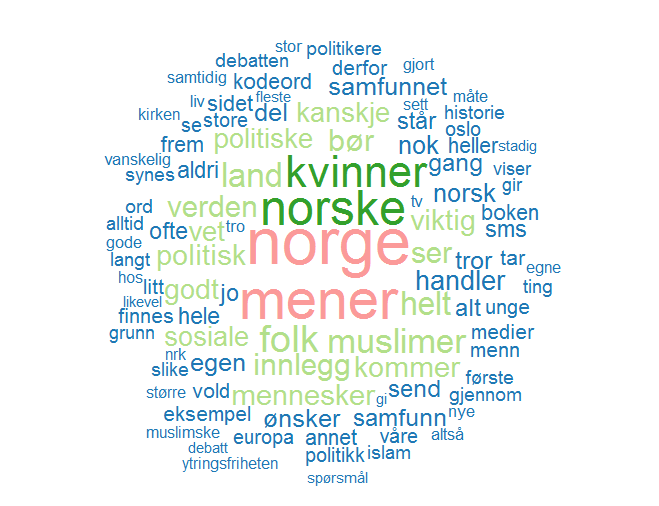 stor politikere
debatten derfor gjort
samtidig kodeord samfunnet
liv sidet fleste kanskje sett måte
kirken se store del står historie
frem politiske bør nok oslo heller stadig
vanskelig synes aldri land kvinner gang viser
ord verden norske tv norsk gir boken
alltid ofte vet tro viktig sms
gode langt politisk norge ser tror tar egne
hos litt godt jo mener helt handler ting
likevel finnes hele alt unge
grunn sosiale folk muslimer medier
nrk slike egen innlegg kommer menn
større vold mennesker gi send første gjennom
eksempel ønsker samfunn nye
muslimske europa annet våre altså
debatt politikk islam
ytringsfriheten
spørsmål